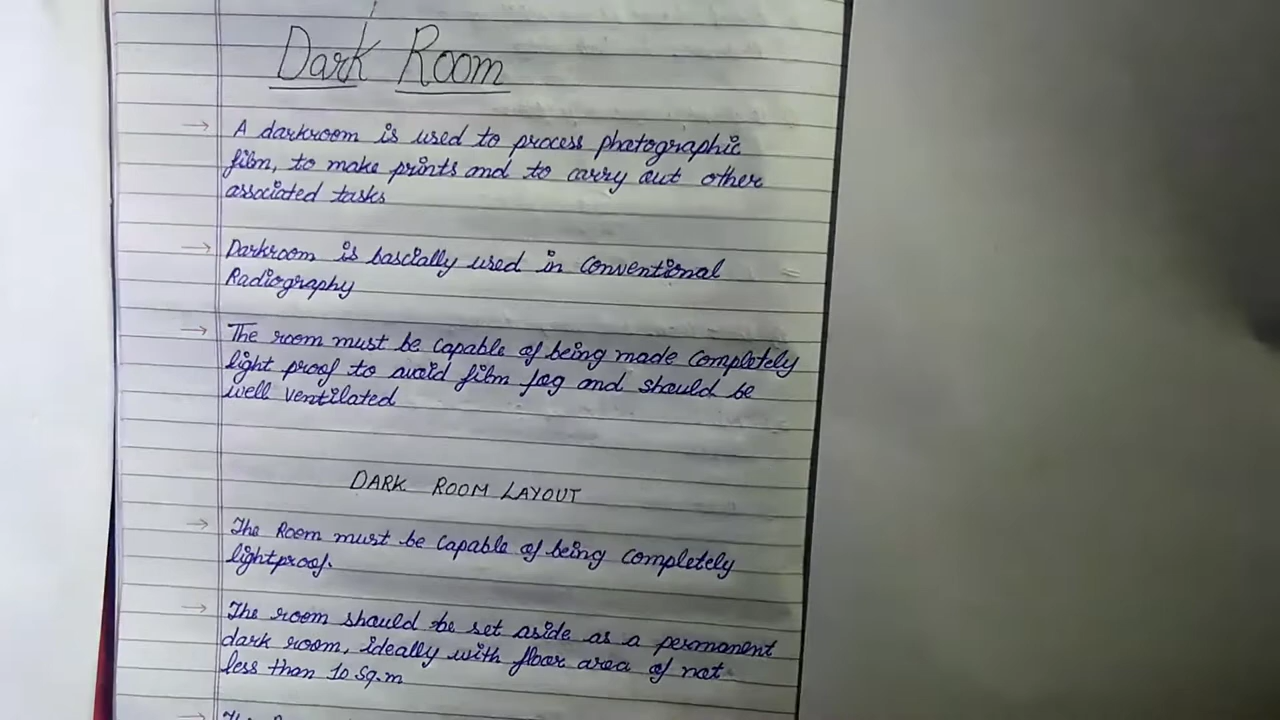 Dark Room
→ A darkroom is used to process photographic
film, to make prints and to carry out other
associated tasks
→ Darkroom is bascially used in Conventional
Radiography
→ The room must be capable of being made completely
light proof to avoid film fog and should be
well ventilated
DARK ROOM LAYOUT
→ The Room must be capable of being completely
lightproof.
→ The room should be set aside as a permanent
dark room, ideally with floor area of not
less than 10 Sq.m